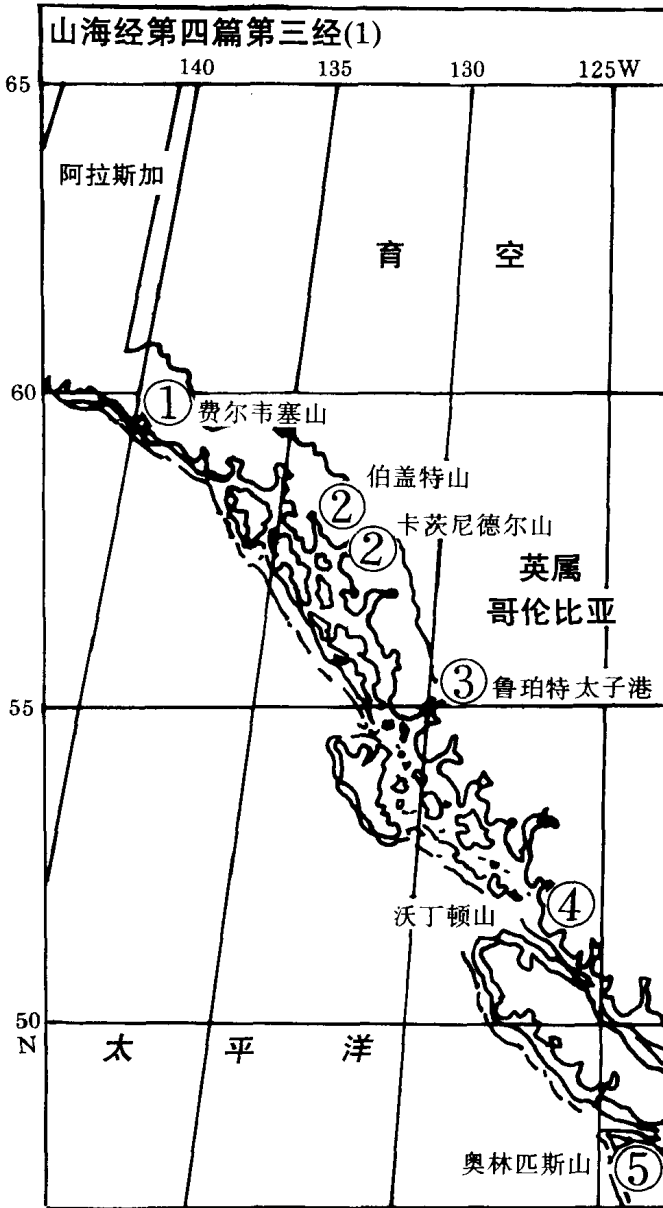 山海经第四篇第三经(1)
140 135 130 125W
65
阿拉斯加
育空
60
① 费尔韦塞山
伯盖特山
②
② 卡茨尼德尔山
英属
哥伦比亚
③ 鲁珀特太子港
55
④
沃丁顿山
50
N 太平洋
奥林匹斯山 ⑤